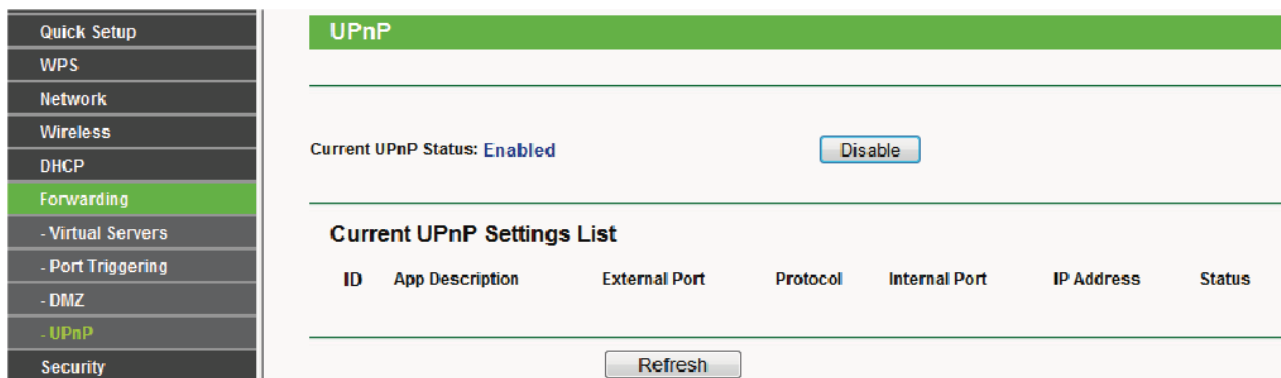 Quick Setup
WPS
Network
Wireless
DHCP
Forwarding
- Virtual Servers
- Port Triggering
- DMZ
- UPnP
Security
UPnP
Current UPnP Status: Enabled Disable
Current UPnP Settings List
ID App Description External Port Protocol Internal Port IP Address Status
Refresh